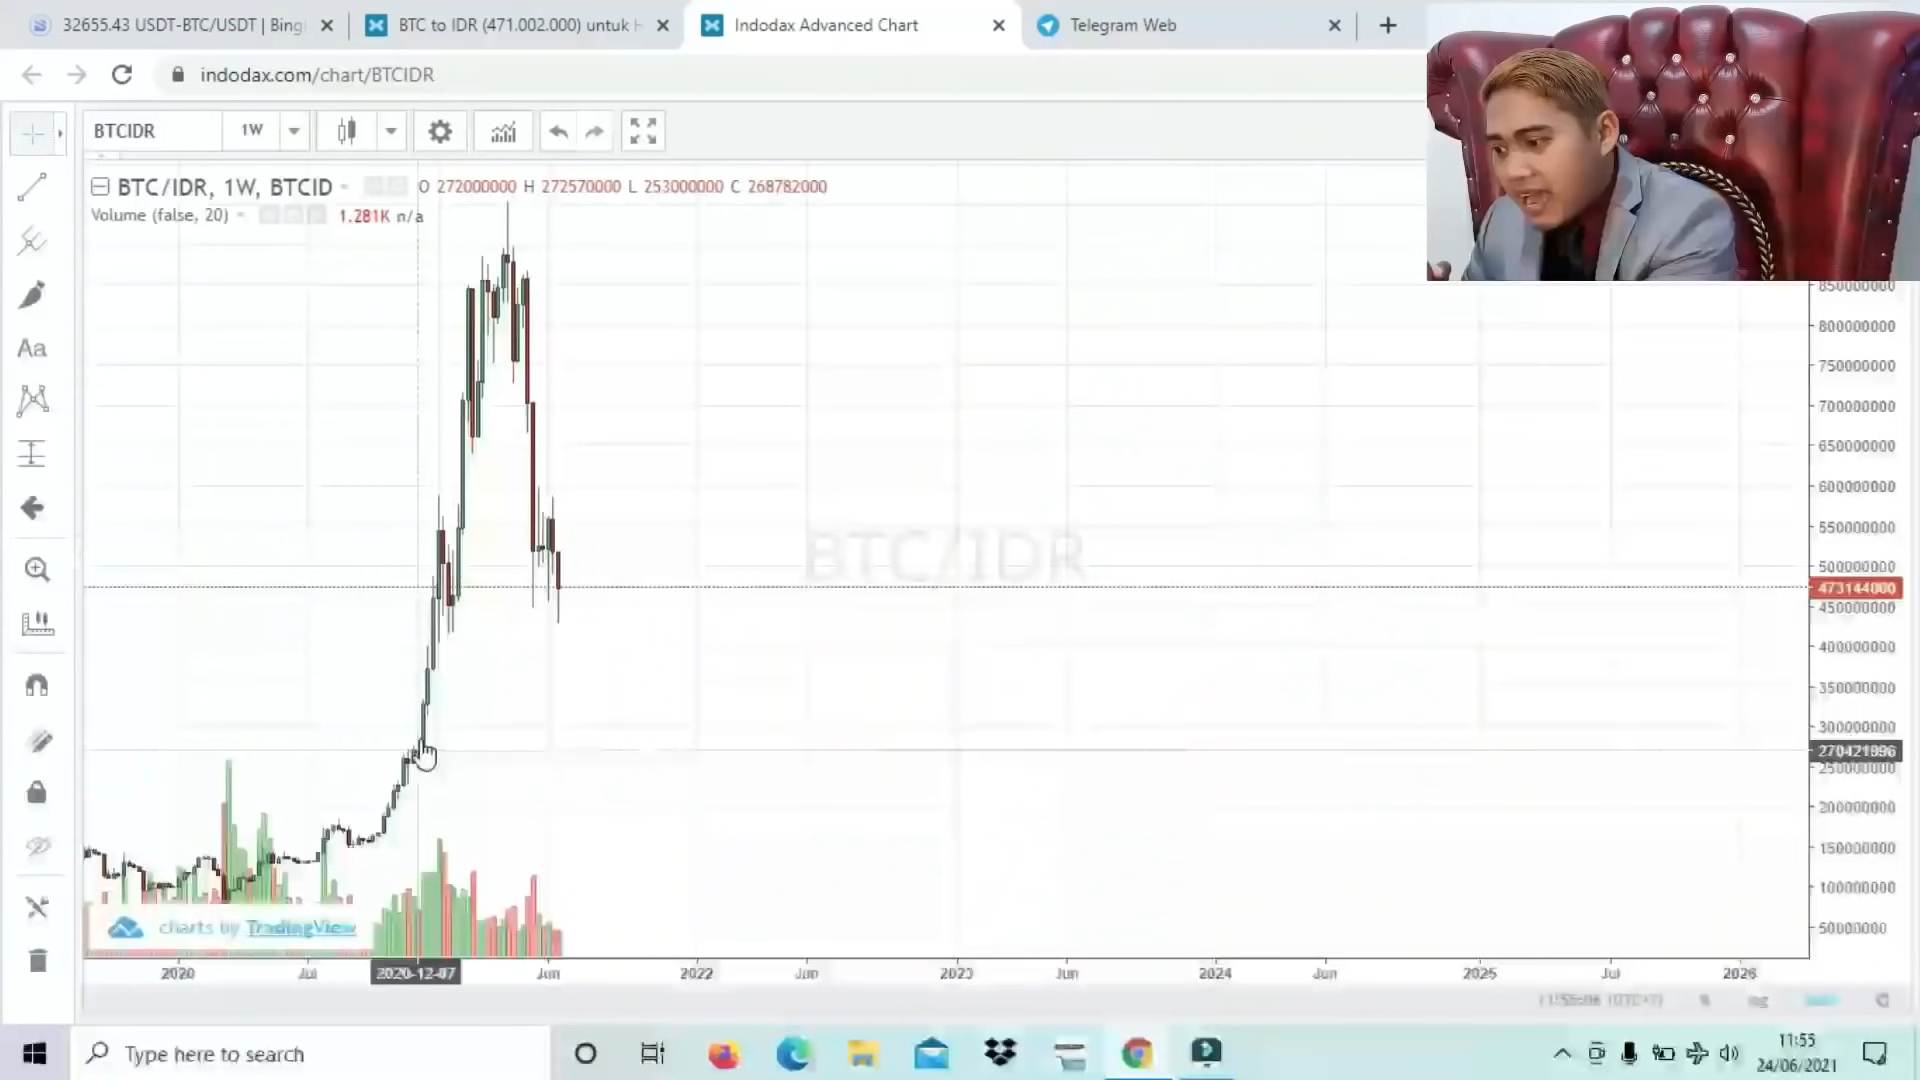 32655.43 USDT-BTC/USDT | Bing
BTC to IDR (471.002.000) untuk H
Indodax Advanced Chart
Telegram Web
indodax.com/chart/BTCIDR
BTCIDR
1W
BTC/IDR, 1W, BTCID
O 272000000 H 272570000 L 253000000 C 268782000
Volume (false, 20)
1.281K n/a
Aa
BTC/IDR
850000000
800000000
750000000
700000000
650000000
600000000
550000000
500000000
473144000
450000000
400000000
350000000
300000000
270421996
250000000
200000000
150000000
100000000
50000000
charts by TradingView
2020
Jul
2020-12-07
Jun
2022
Jun
2023
Jun
2024
Jun
2025
Jul
2026
Type here to search
11:55
24/06/2021